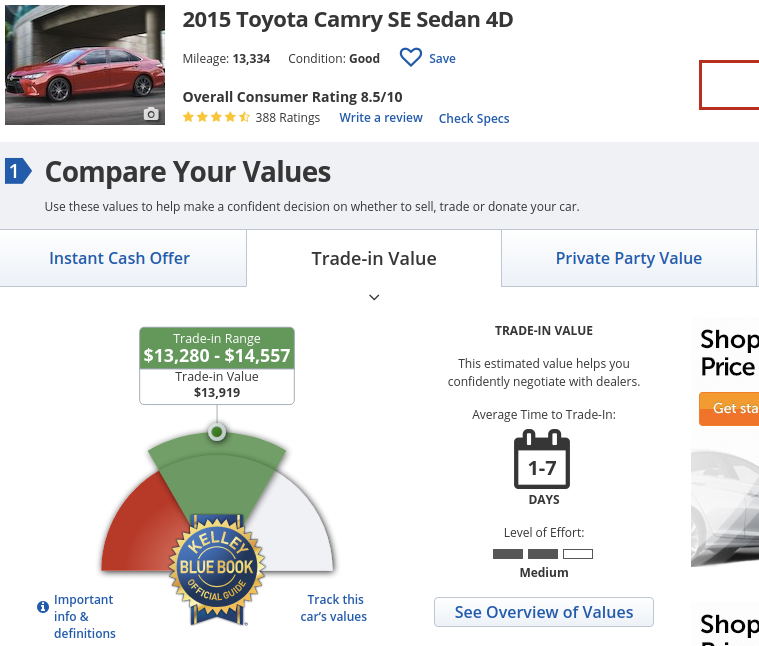 2015 Toyota Camry SE Sedan 4D
Mileage: 13,334 Condition: Good Save
Overall Consumer Rating 8.5/10
388 Ratings Write a review Check Specs
1 Compare Your Values
Use these values to help make a confident decision on whether to sell, trade or donate your car.
Instant Cash Offer Trade-in Value Private Party Value
Trade-in Range
$13,280 - $14,557
Trade-in Value
$13,919
KELLEY
BLUE BOOK
OFFICIAL GUIDE
Important
info &
definitions
Track this
car's values
TRADE-IN VALUE
This estimated value helps you
confidently negotiate with dealers.
Average Time to Trade-In:
1-7
DAYS
Level of Effort:
Medium
See Overview of Values
Shop
Price
Get sta
Shop